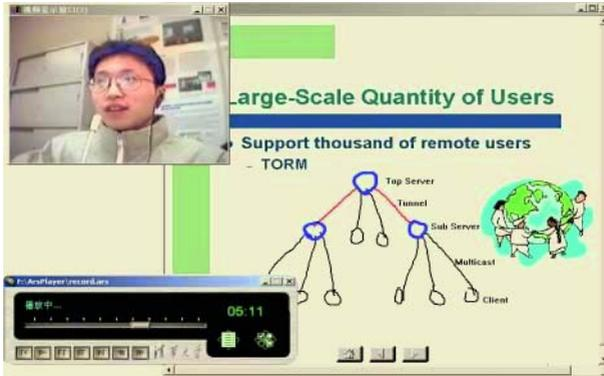 Large-Scale Quantity of Users
Support thousand of remote users
- TORM
Top Server
Tunnel
Sub Server
Multicast
Client
F:\ArsPlayer\record.ars
播放中...
05:11